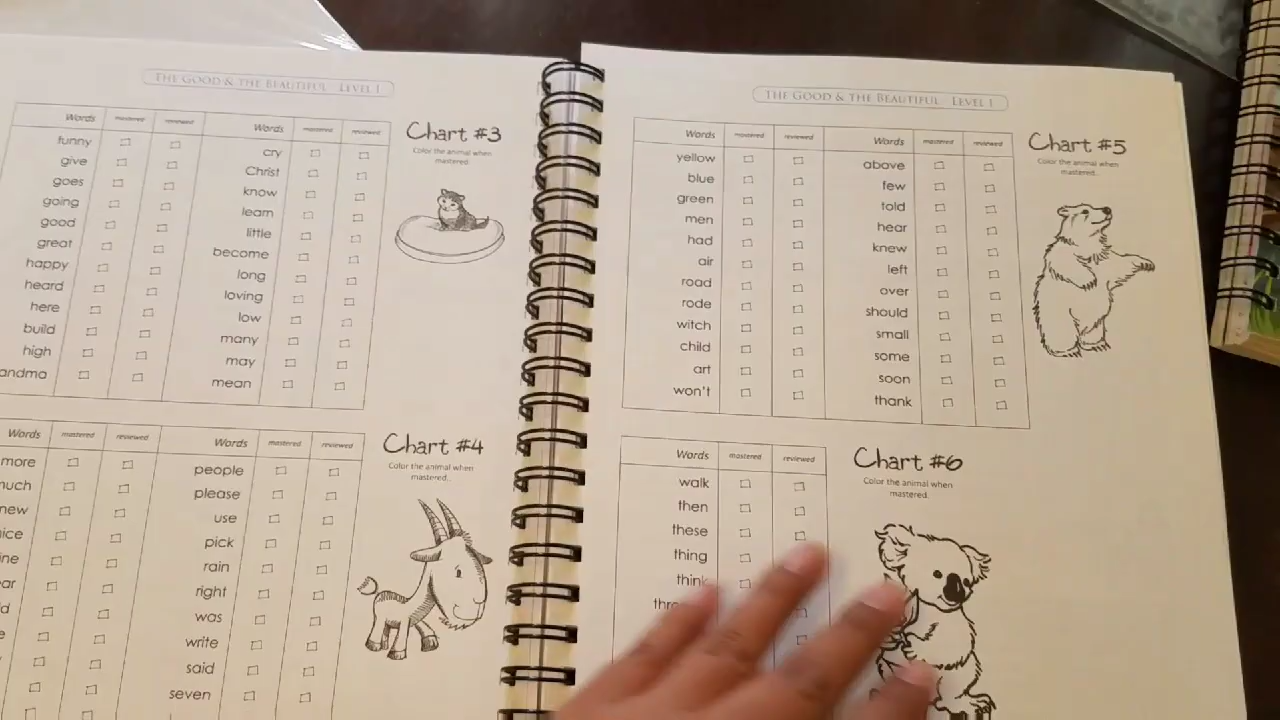 THE GOOD & THE BEAUTIFUL LEVEL 1
Words mastered reviewed Words mastered reviewed
funny cry
give Christ
goes know
going learn
good little
great become
happy long
heard loving
here low
build many
high may
mean
Chart #3
Color the animal when
mastered.
Words mastered reviewed Words mastered reviewed
more people
please
use
pick
rain
right
was
write
said
seven
Chart #4
Color the animal when
mastered.
THE GOOD & THE BEAUTIFUL LEVEL 1
Words mastered reviewed Words mastered reviewed
yellow above
blue few
green told
men hear
had knew
air left
road over
rode should
witch small
child some
art soon
won't thank
Chart #5
Color the animal when
mastered.
Words mastered reviewed
walk
then
these
thing
think
Chart #6
Color the animal when
mastered.